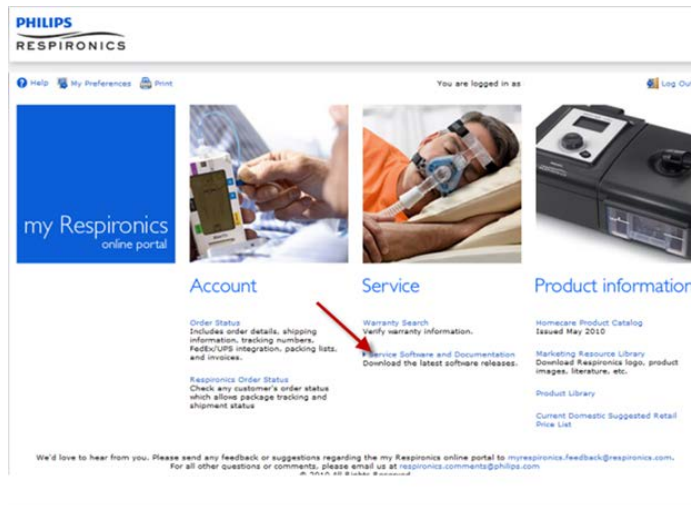 PHILIPS
RESPIRONICS
Help My Preferences Print You are logged in as Log Out
my Respironics
online portal
Account
Service
Product information
Order Status
Includes order details, shipping
information, tracking numbers,
FedEx/UPS integration, packing lists,
and invoices.
Respironics Order Status
Check any customer's order status
which allows package tracking and
shipment status
Warranty Search
Verify warranty information.
Service Software and Documentation
Download the latest software releases.
Homecare Product Catalog
Issued May 2010
Marketing Resource Library
Download Respironics logo, product
images, literature, etc.
Product Library
Current Domestic Suggested Retail
Price List
We'd love to hear from you. Please send any feedback or suggestions regarding the my Respironics online portal to myrespironics.feedback@respironics.com.
For all other questions or comments, please email us at respironics.comments@philips.com
© 2010 All Rights Reserved